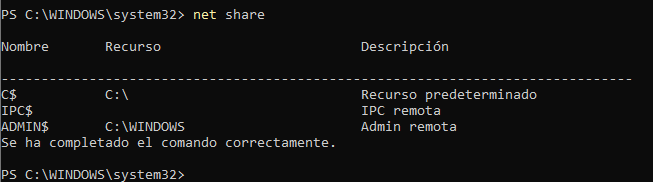 PS C:\WINDOWS\system32> net share
Nombre       Recurso                         Descripción
-------------------------------------------------------------------------------
C$           C:\                             Recurso predeterminado
IPC$                                         IPC remota
ADMIN$       C:\WINDOWS                      Admin remota
Se ha completado el comando correctamente.
PS C:\WINDOWS\system32>